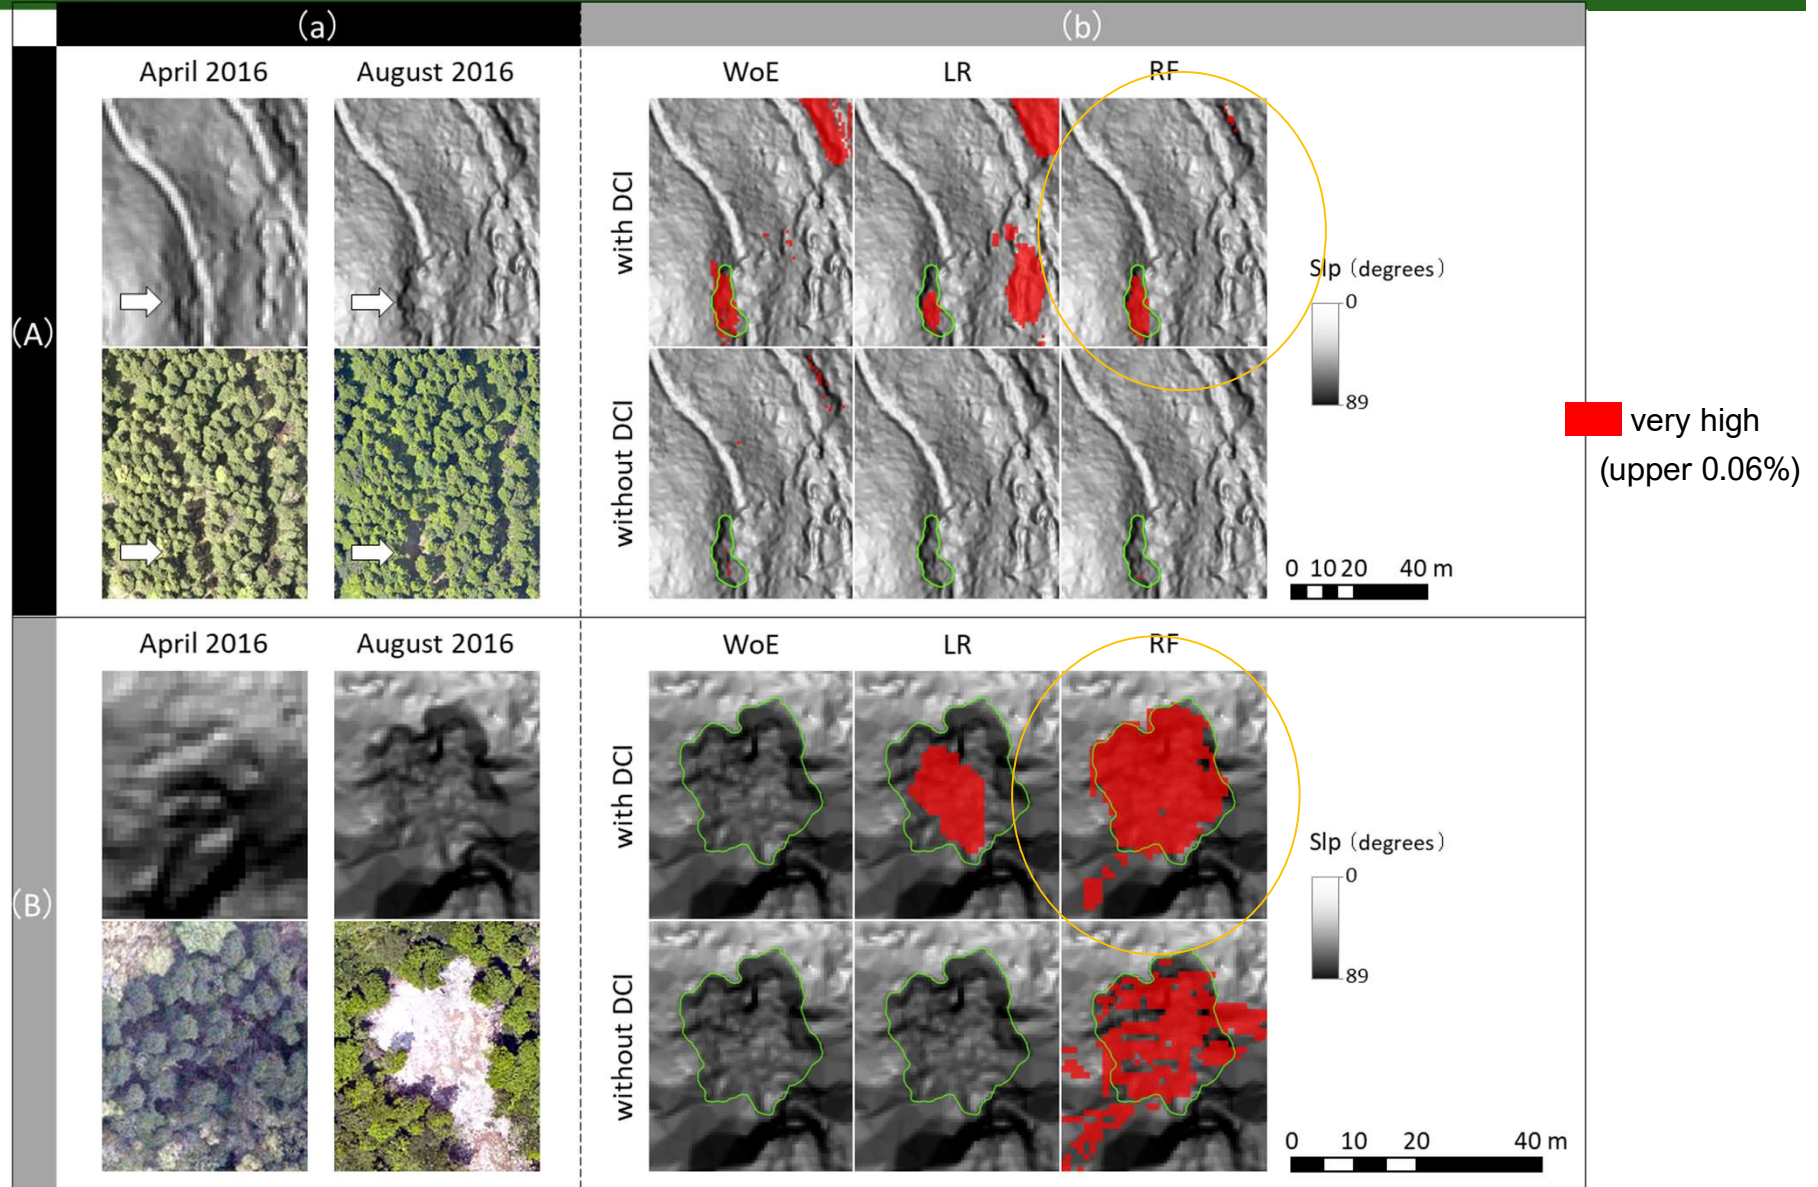 (a)
(b)
April 2016
August 2016
WoE
LR
RF
(A)
with DCI
without DCI
Slp (degrees)
0
89
very high
(upper 0.06%)
0 10 20 40 m
April 2016
August 2016
WoE
LR
RF
(B)
with DCI
without DCI
Slp (degrees)
0
89
0 10 20 40 m